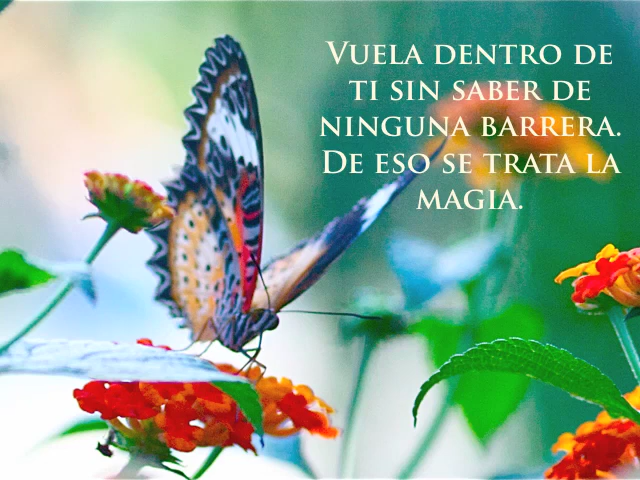 Vuela dentro de
ti sin saber de
ninguna barrera.
De eso se trata la
magia.